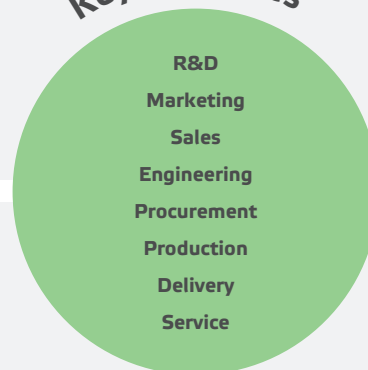 R&D
Marketing
Sales
Engineering
Procurement
Production
Delivery
Service